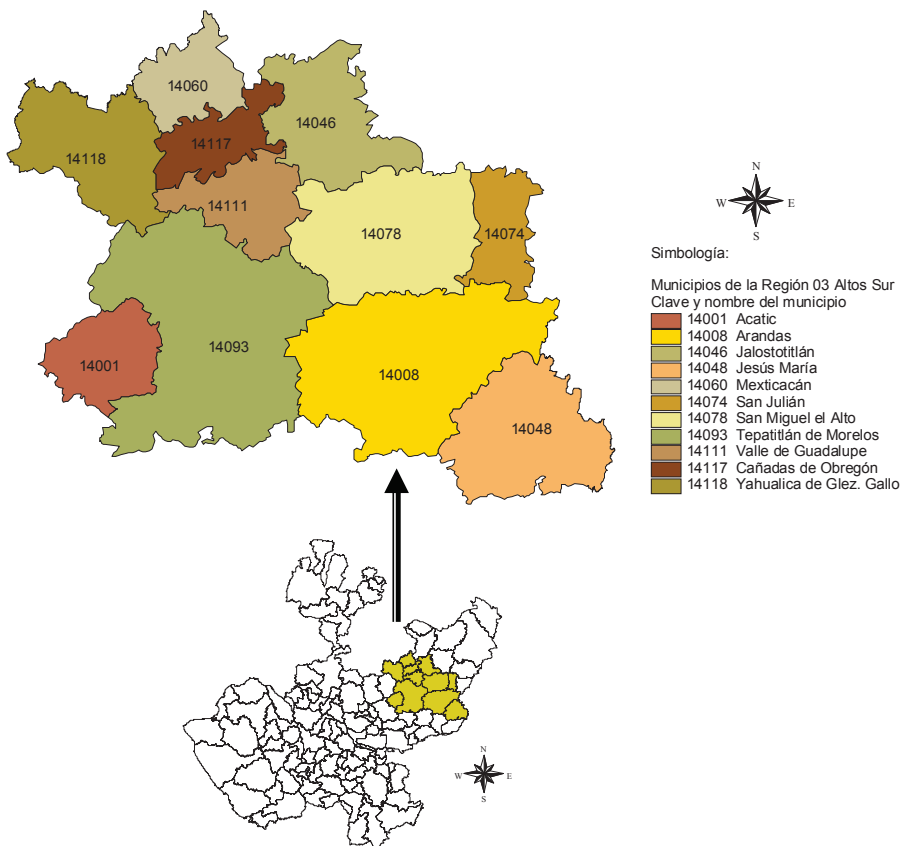 14060
14046
14117
14118
14111
14078
14074
14093
14001
14008
14048
N
W E
S
Simbología:
Municipios de la Región 03 Altos Sur
Clave y nombre del municipio
14001 Acatic
14008 Arandas
14046 Jalostotitlán
14048 Jesús María
14060 Mexticacán
14074 San Julián
14078 San Miguel el Alto
14093 Tepatitlán de Morelos
14111 Valle de Guadalupe
14117 Cañadas de Obregón
14118 Yahualica de Glez. Gallo
N
W E
S